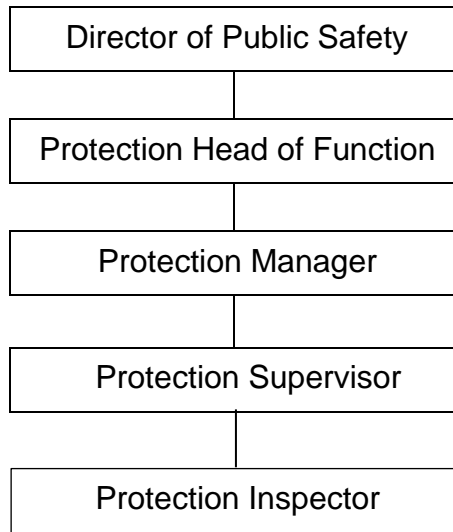 Director of Public Safety
Protection Head of Function
Protection Manager
Protection Supervisor
Protection Inspector